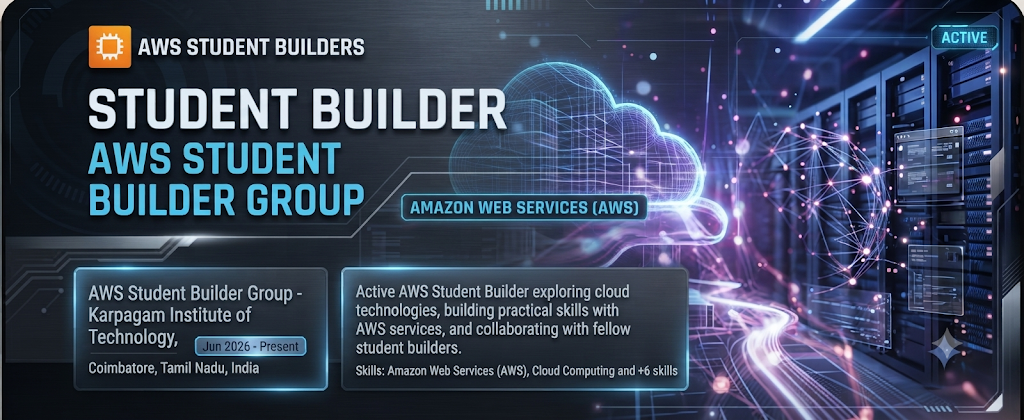 AWS STUDENT BUILDERS
ACTIVE
STUDENT BUILDER
AWS STUDENT
BUILDER GROUP
AMAZON WEB SERVICES (AWS)
AWS Student Builder Group -
Karpagam Institute of
Technology,
Jun 2026 - Present
Coimbatore, Tamil Nadu, India
Active AWS Student Builder exploring cloud
technologies, building practical skills with
AWS services, and collaborating with fellow
student builders.
Skills: Amazon Web Services (AWS), Cloud Computing and +6 skills